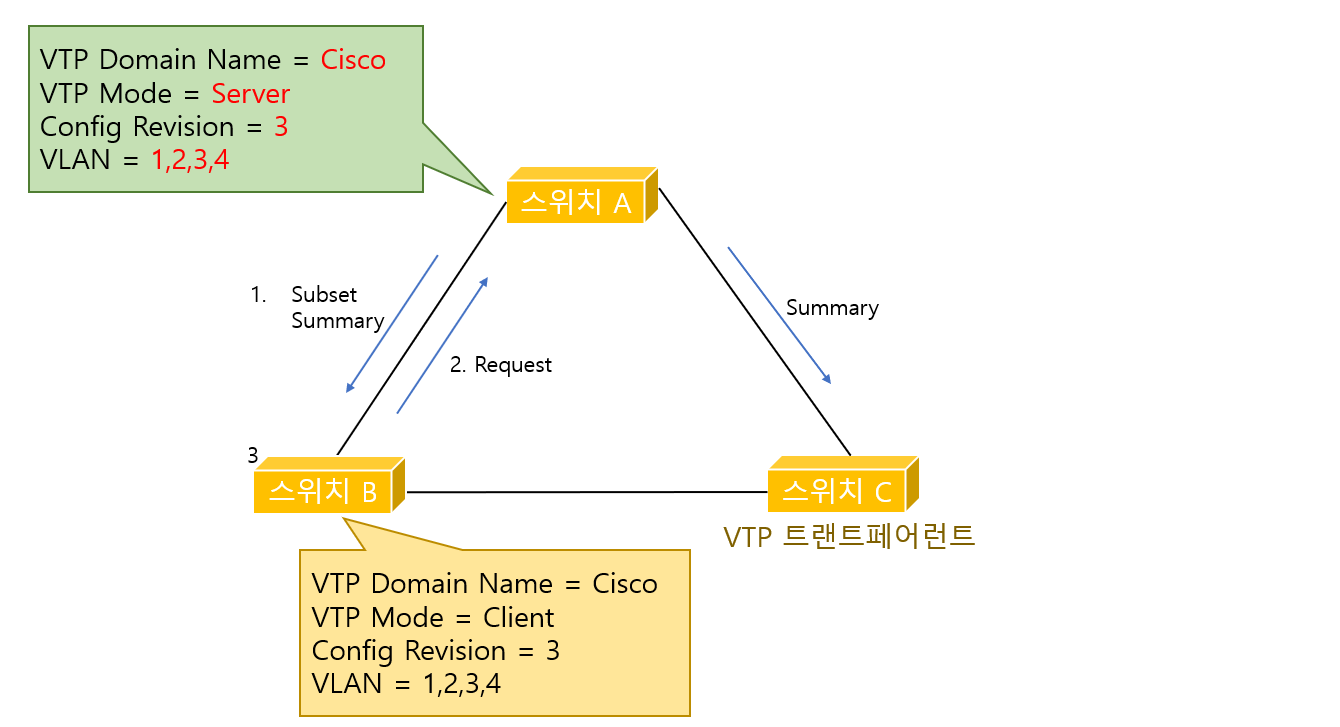 VTP Domain Name = Cisco
VTP Mode = Server
Config Revision = 3
VLAN = 1,2,3,4
스위치 A
1. Subset
Summary
Summary
2. Request
3
스위치 B
스위치 C
VTP 트랜트페어런트
VTP Domain Name = Cisco
VTP Mode = Client
Config Revision = 3
VLAN = 1,2,3,4